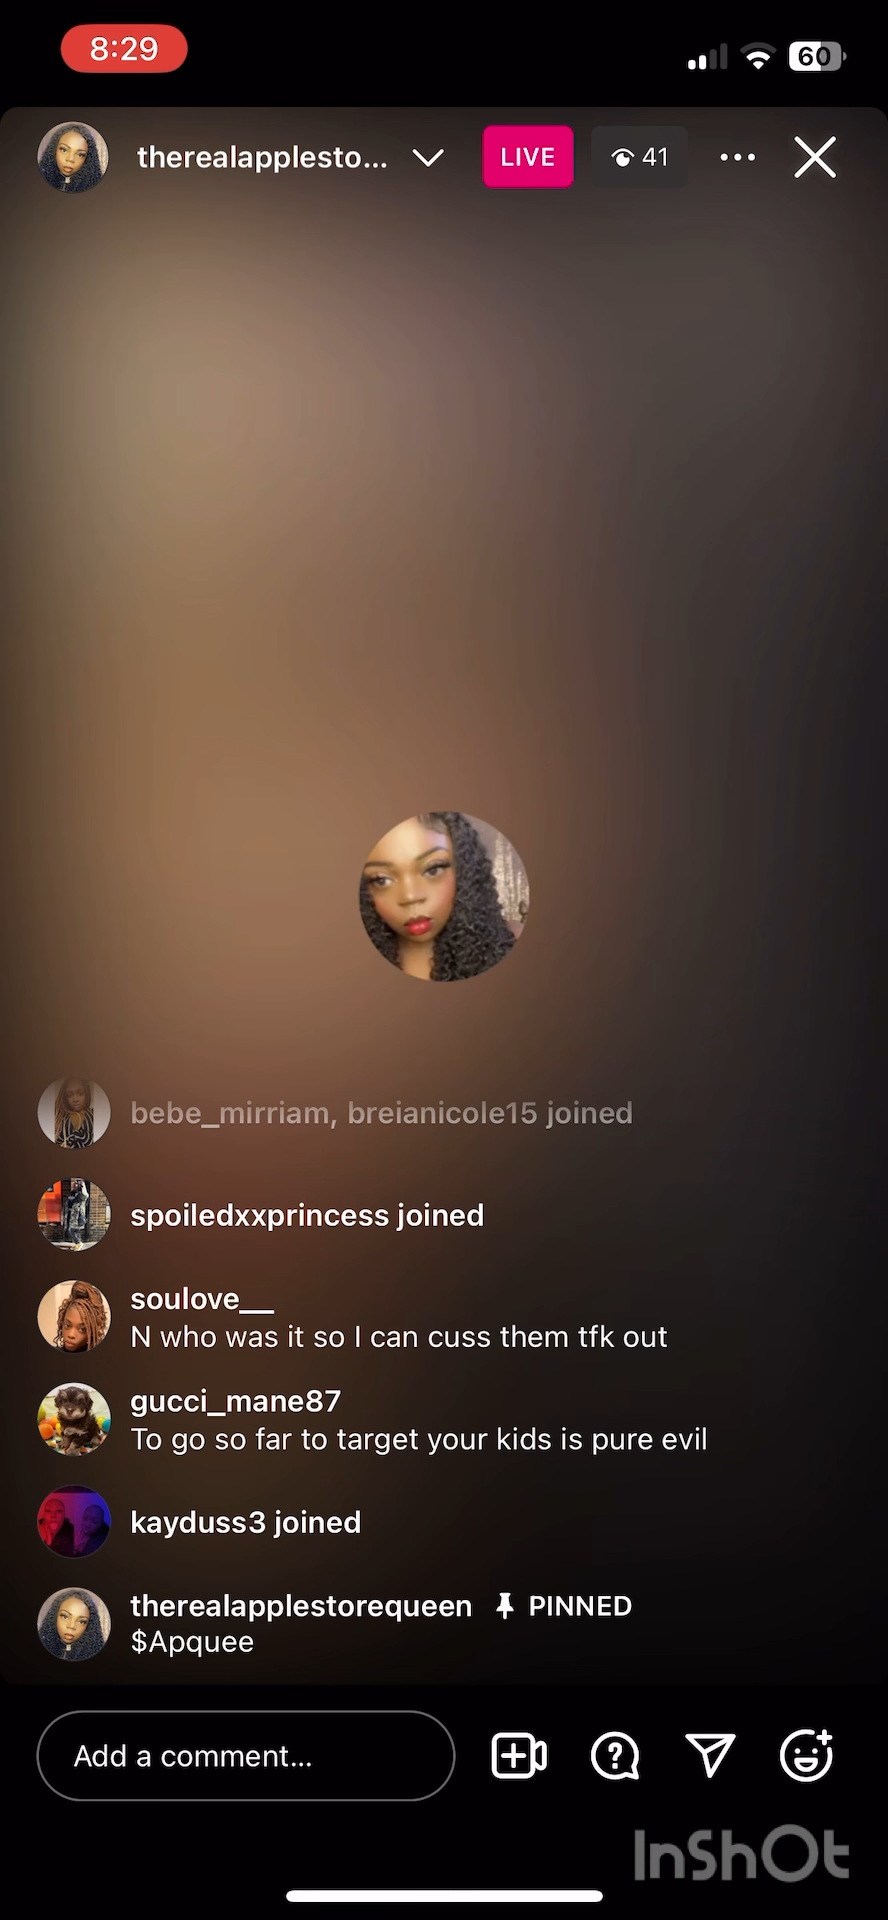 8:29
60
therealapplesto...
LIVE
41
bebe_mirriam, breianicole15 joined
spoiledxxprincess joined
soulove__
N who was it so I can cuss them tfk out
gucci_mane87
To go so far to target your kids is pure evil
kayduss3 joined
therealapplestorequeen PINNED
$Apquee
Add a comment...
InShOt